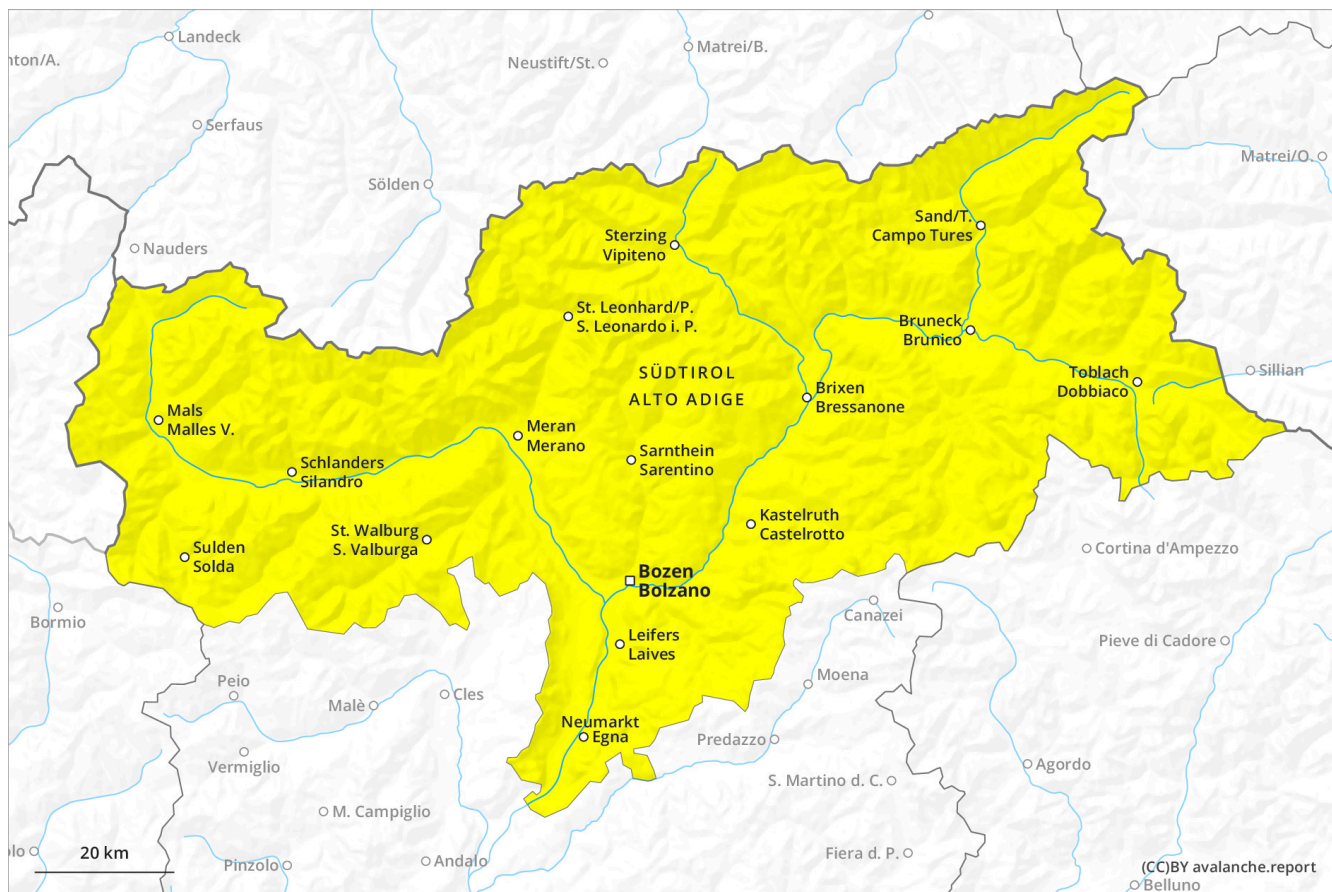 Landeck
nton/A.
Matrei/B.
Neustift/St.
Serfaus
Matrei/O.
Sölden
Sand/T.
Campo Tures
Sterzing
Vipiteno
Nauders
St. Leonhard/P.
S. Leonardo i. P.
Bruneck
Brunico
SÜDTIROL
ALTO ADIGE
Toblach
Dobbiaco
Sillian
Brixen
Bressanone
Mals
Malles V.
Meran
Merano
Sarnthein
Sarentino
Schlanders
Silandro
Kastelruth
Castelrotto
St. Walburg
S. Valburga
Sulden
Solda
Cortina d'Ampezzo
Bozen
Bolzano
Bormio
Canazei
Leifers
Laives
Pieve di Cadore
Peio
Moena
Malè
Cles
Neumarkt
Egna
Predazzo
Vermiglio
Agordo
S. Martino d. C.
M. Campiglio
olo
20 km
Pinzolo
Andalo
Fiera d. P.
(CC)BY avalanche.report
Belluno